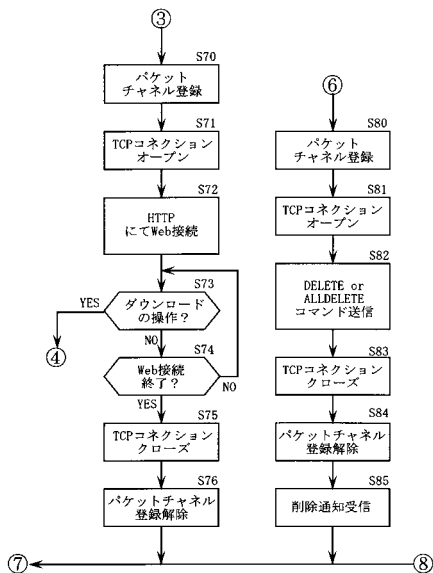 ③
S70
パケット
チャネル登録
S71
TCPコネクション
オープン
S72
HTTP
にてWeb接続
S73
YES
ダウンロード
の操作？
④
NO
S74
Web接続
終了？
NO
YES
S75
TCPコネクション
クローズ
S76
パケットチャネル
登録解除
⑦
⑥
S80
パケット
チャネル登録
S81
TCPコネクション
オープン
S82
DELETE or
ALLDELETE
コマンド送信
S83
TCPコネクション
クローズ
S84
パケットチャネル
登録解除
S85
削除通知受信
⑧